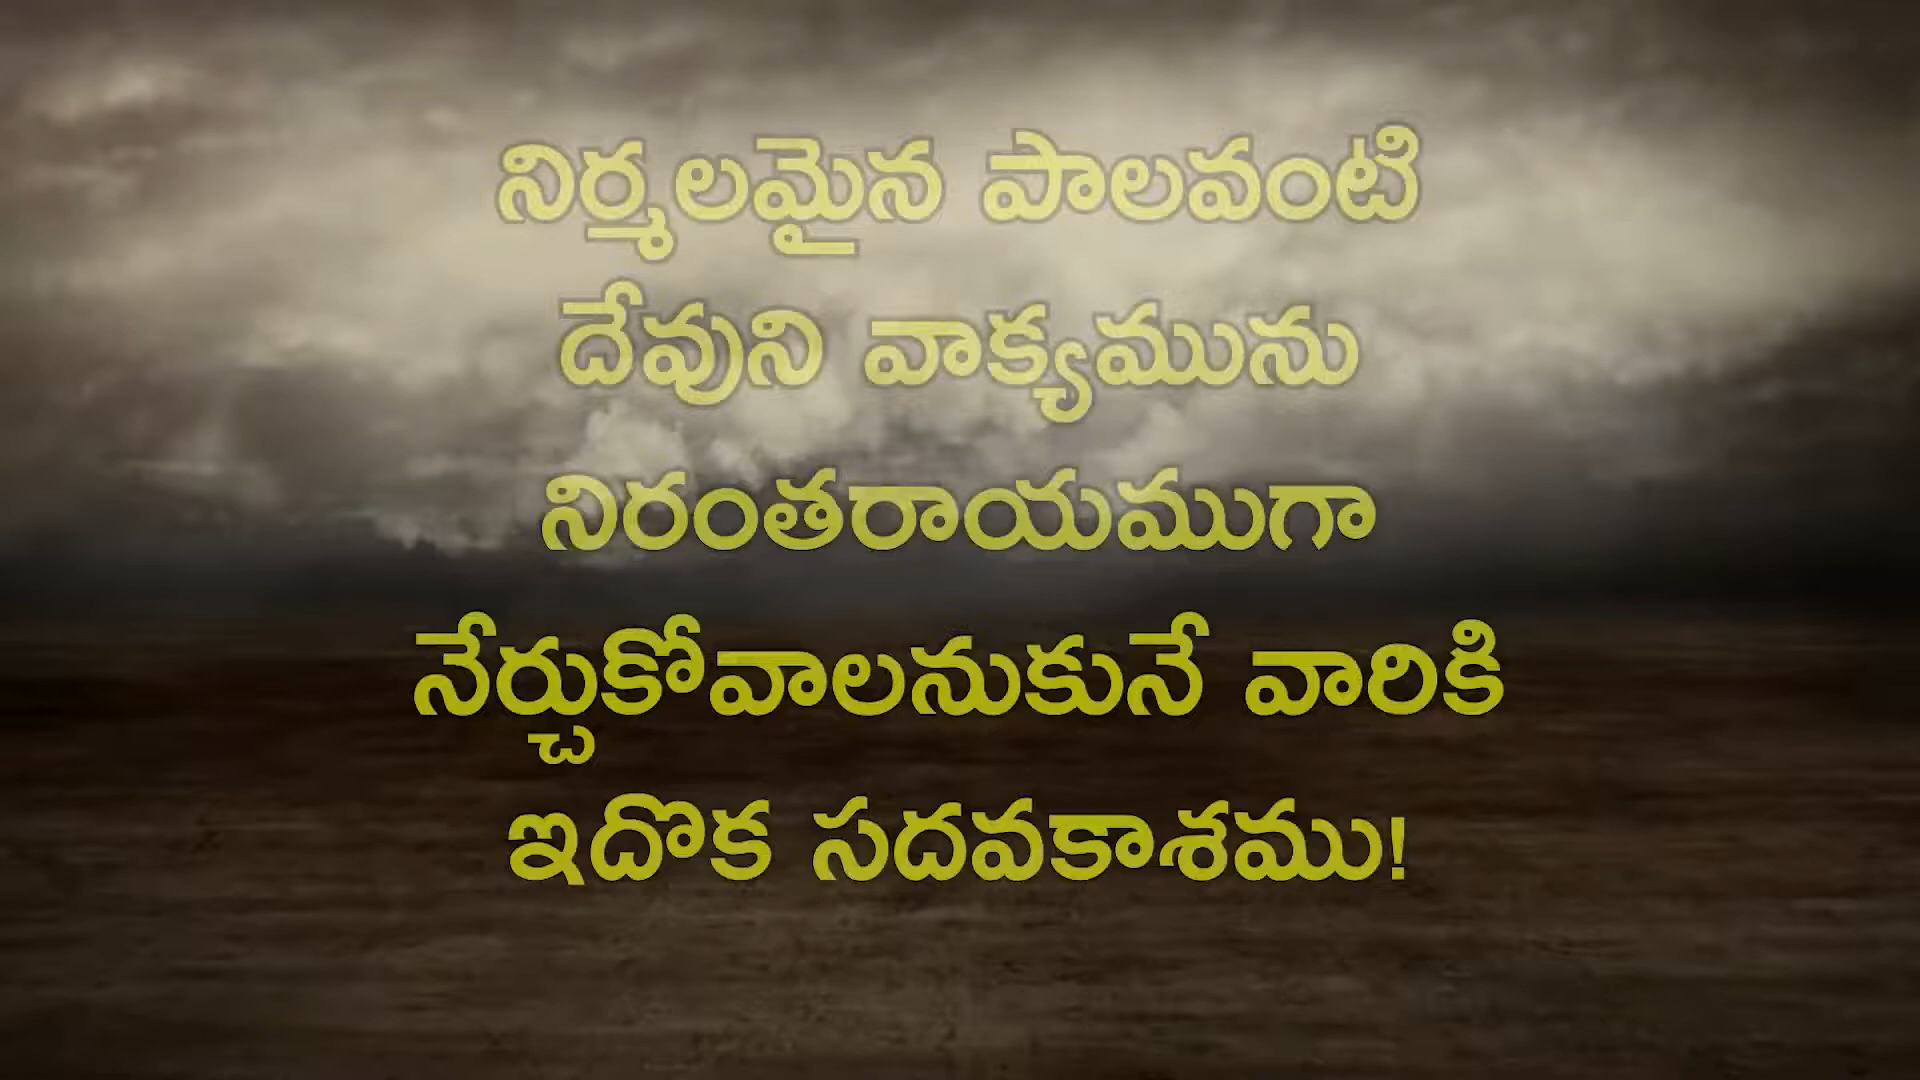 నిర్మలమైన పాలవంటి
దేవుని వాక్యమును
నిరంతరాయముగా
నేర్చుకోవాలనుకునే వారికి
ఇదొక సదవకాశము!